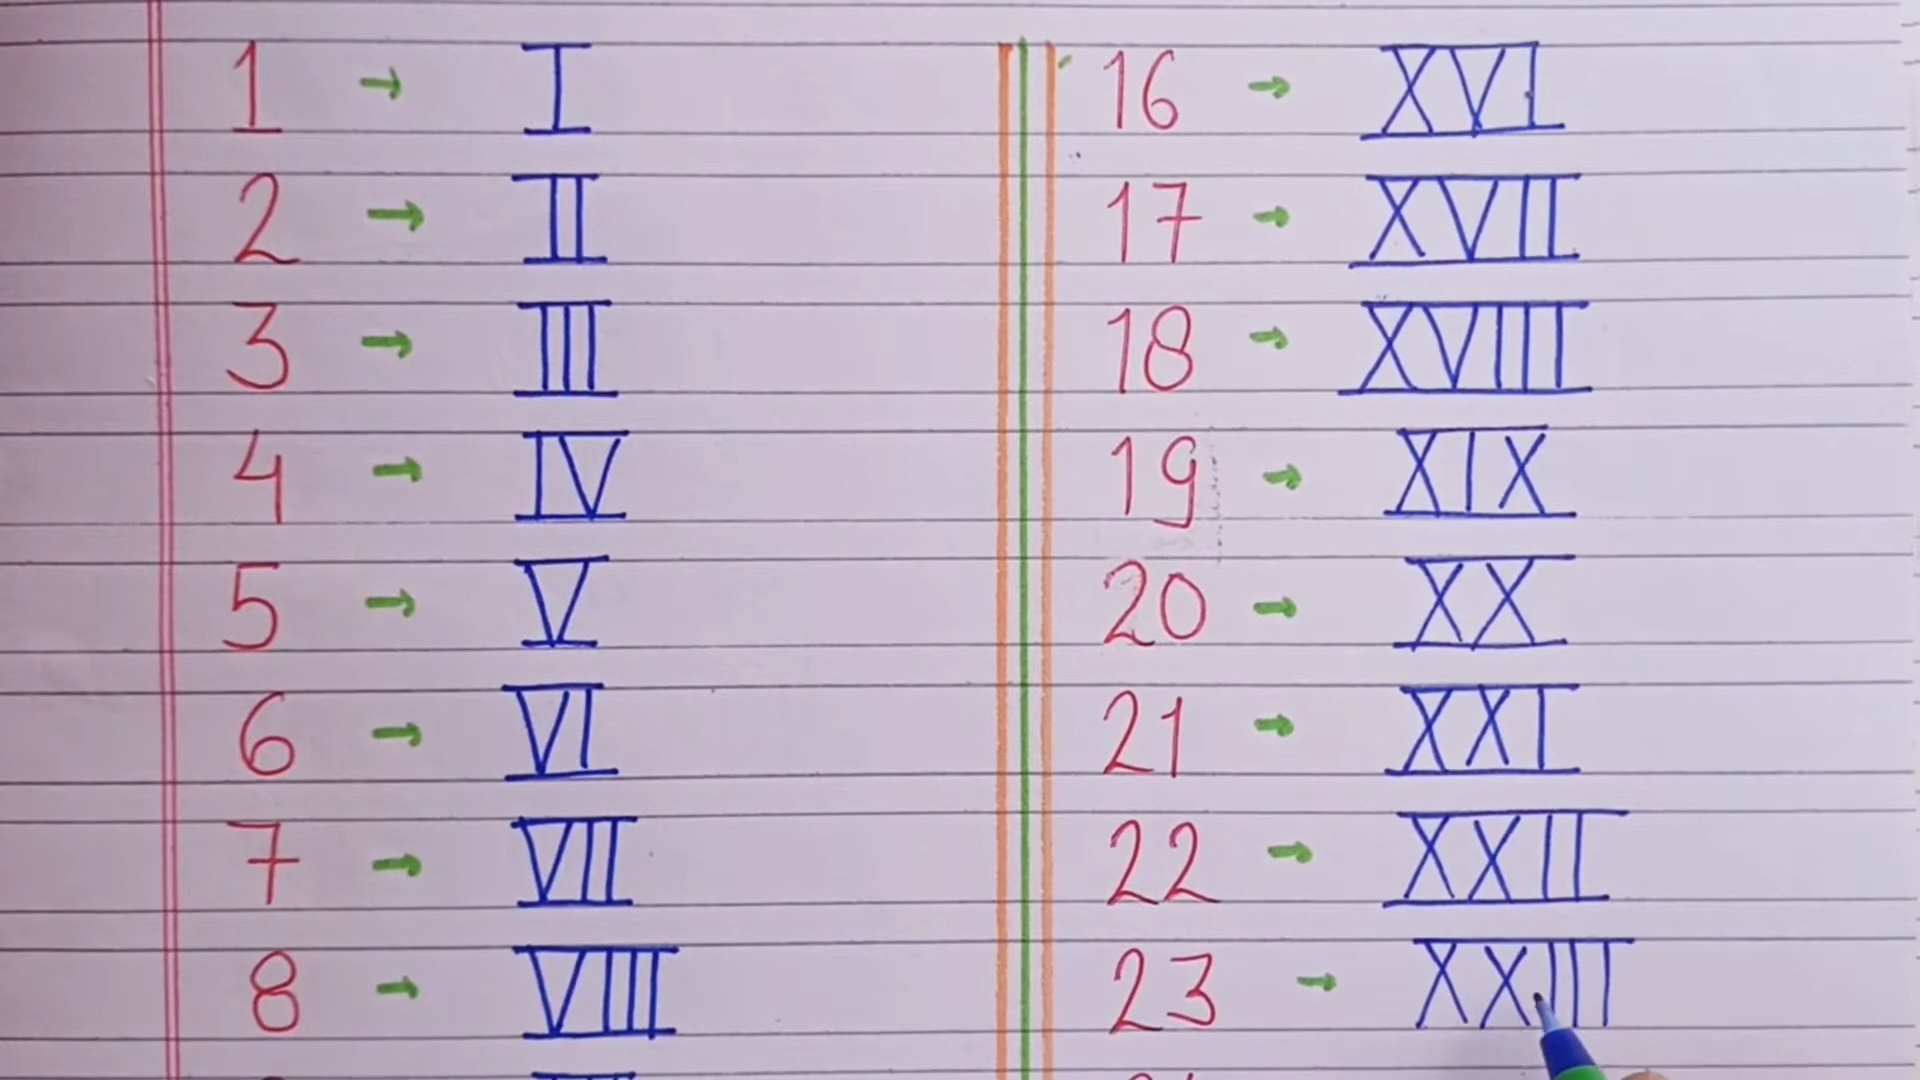 1 → I
2 → II
3 → III
4 → IV
5 → V
6 → VI
7 → VII
8 → VIII
16 → XVI
17 → XVII
18 → XVIII
19 → XIX
20 → XX
21 → XXI
22 → XXII
23 → XXIII